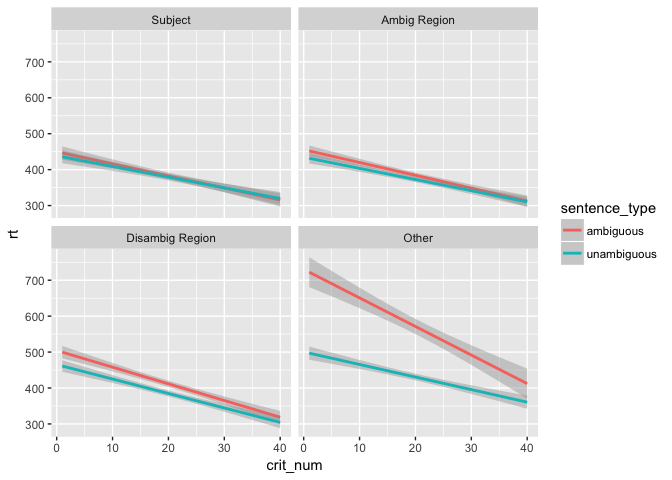 Subject
Ambig Region
700
600
500
400
300
Disambig Region
Other
700
600
500
400
300
0
10
20
30
40
0
10
20
30
40
crit_num
rt
sentence_type
ambiguous
unambiguous